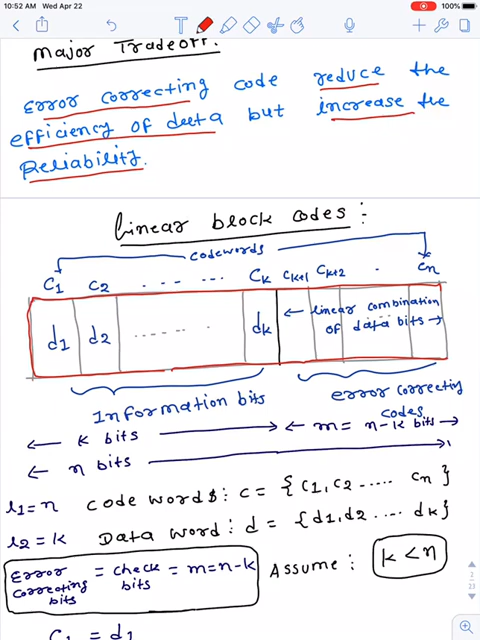 10:52 AM Wed Apr 22
100%
Major Tradeoff.
Error correcting code reduce the
efficiency of data but increase the
Reliability.
linear block codes :
codewords
C1 C2 ... ... Ck Ck+1 Ck+2 . Cn
d1 d2 ...... dk ← linear combination
of data bits →
Information bits
error correcting
codes
← k bits → ← m = n-k bits →
← n bits →
l1=n Code words : c = {c1, c2 ..... cn}
l2=k Data word : d = {d1, d2 .... dk}
Error correcting bits = check bits = m = n-k
Assume : k < n
C1 = d1
2
23